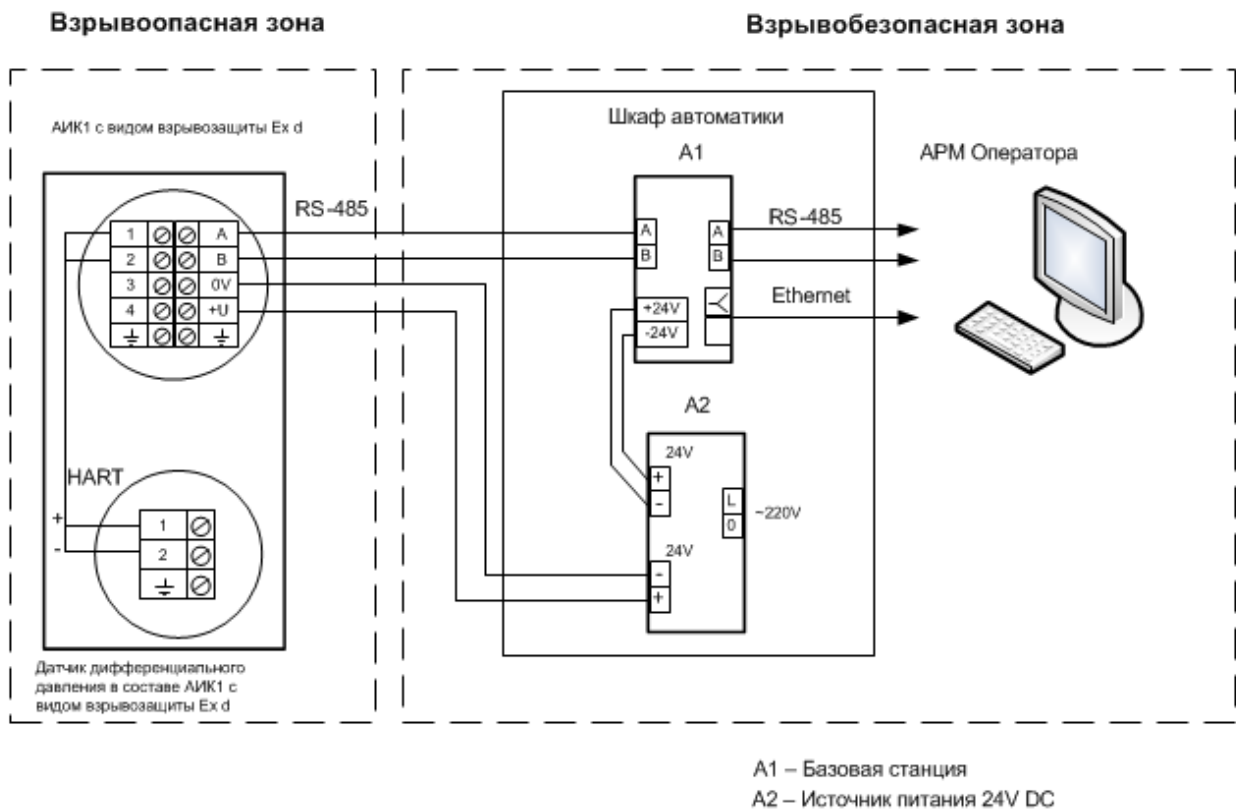 Взрывоопасная зона
Взрывобезопасная зона
АИК1 с видом взрывозащиты Ex d
RS-485
1 A
2 B
3 0V
4 +U
HART
+
-
1
2
Датчик дифференциального
давления в составе АИК1 с
видом взрывозащиты Ex d
Шкаф автоматики
A1
A
B
A
B
+24V
-24V
RS-485
Ethernet
АРМ Оператора
A2
24V
+
-
L
0
~220V
24V
-
+
A1 – Базовая станция
A2 – Источник питания 24V DC